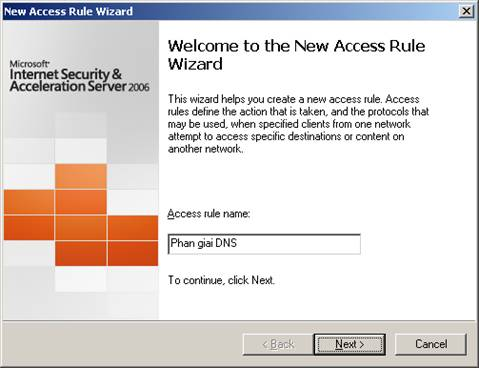 New Access Rule Wizard
Microsoft
Internet Security &
Acceleration Server 2006
Welcome to the New Access Rule
Wizard
This wizard helps you create a new access rule. Access
rules define the action that is taken, and the protocols that
may be used, when specified clients from one network
attempt to access specific destinations or content on
another network.
Access rule name:
Phan giai DNS
To continue, click Next.
< Back
Next >
Cancel